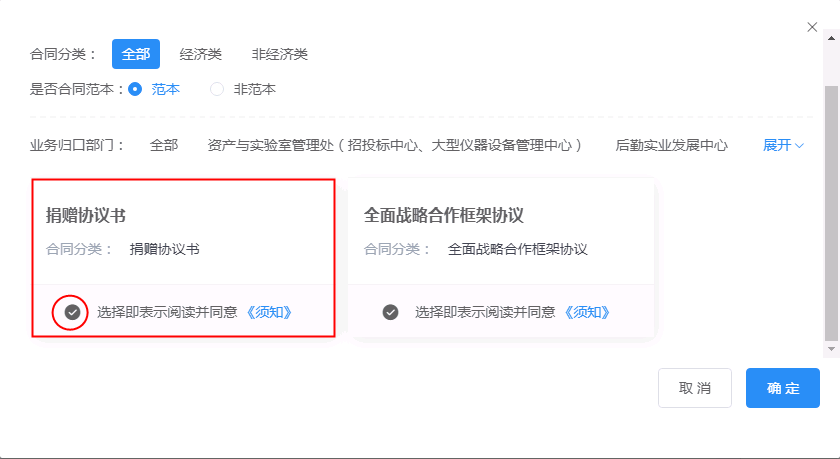 合同分类： 全部 经济类 非经济类
是否合同范本： 范本 非范本
业务归口部门： 全部 资产与实验室管理处（招投标中心、大型仪器设备管理中心） 后勤实业发展中心 展开
捐赠协议书
合同分类： 捐赠协议书
选择即表示阅读并同意《须知》
全面战略合作框架协议
合同分类： 全面战略合作框架协议
选择即表示阅读并同意《须知》
取消 确定